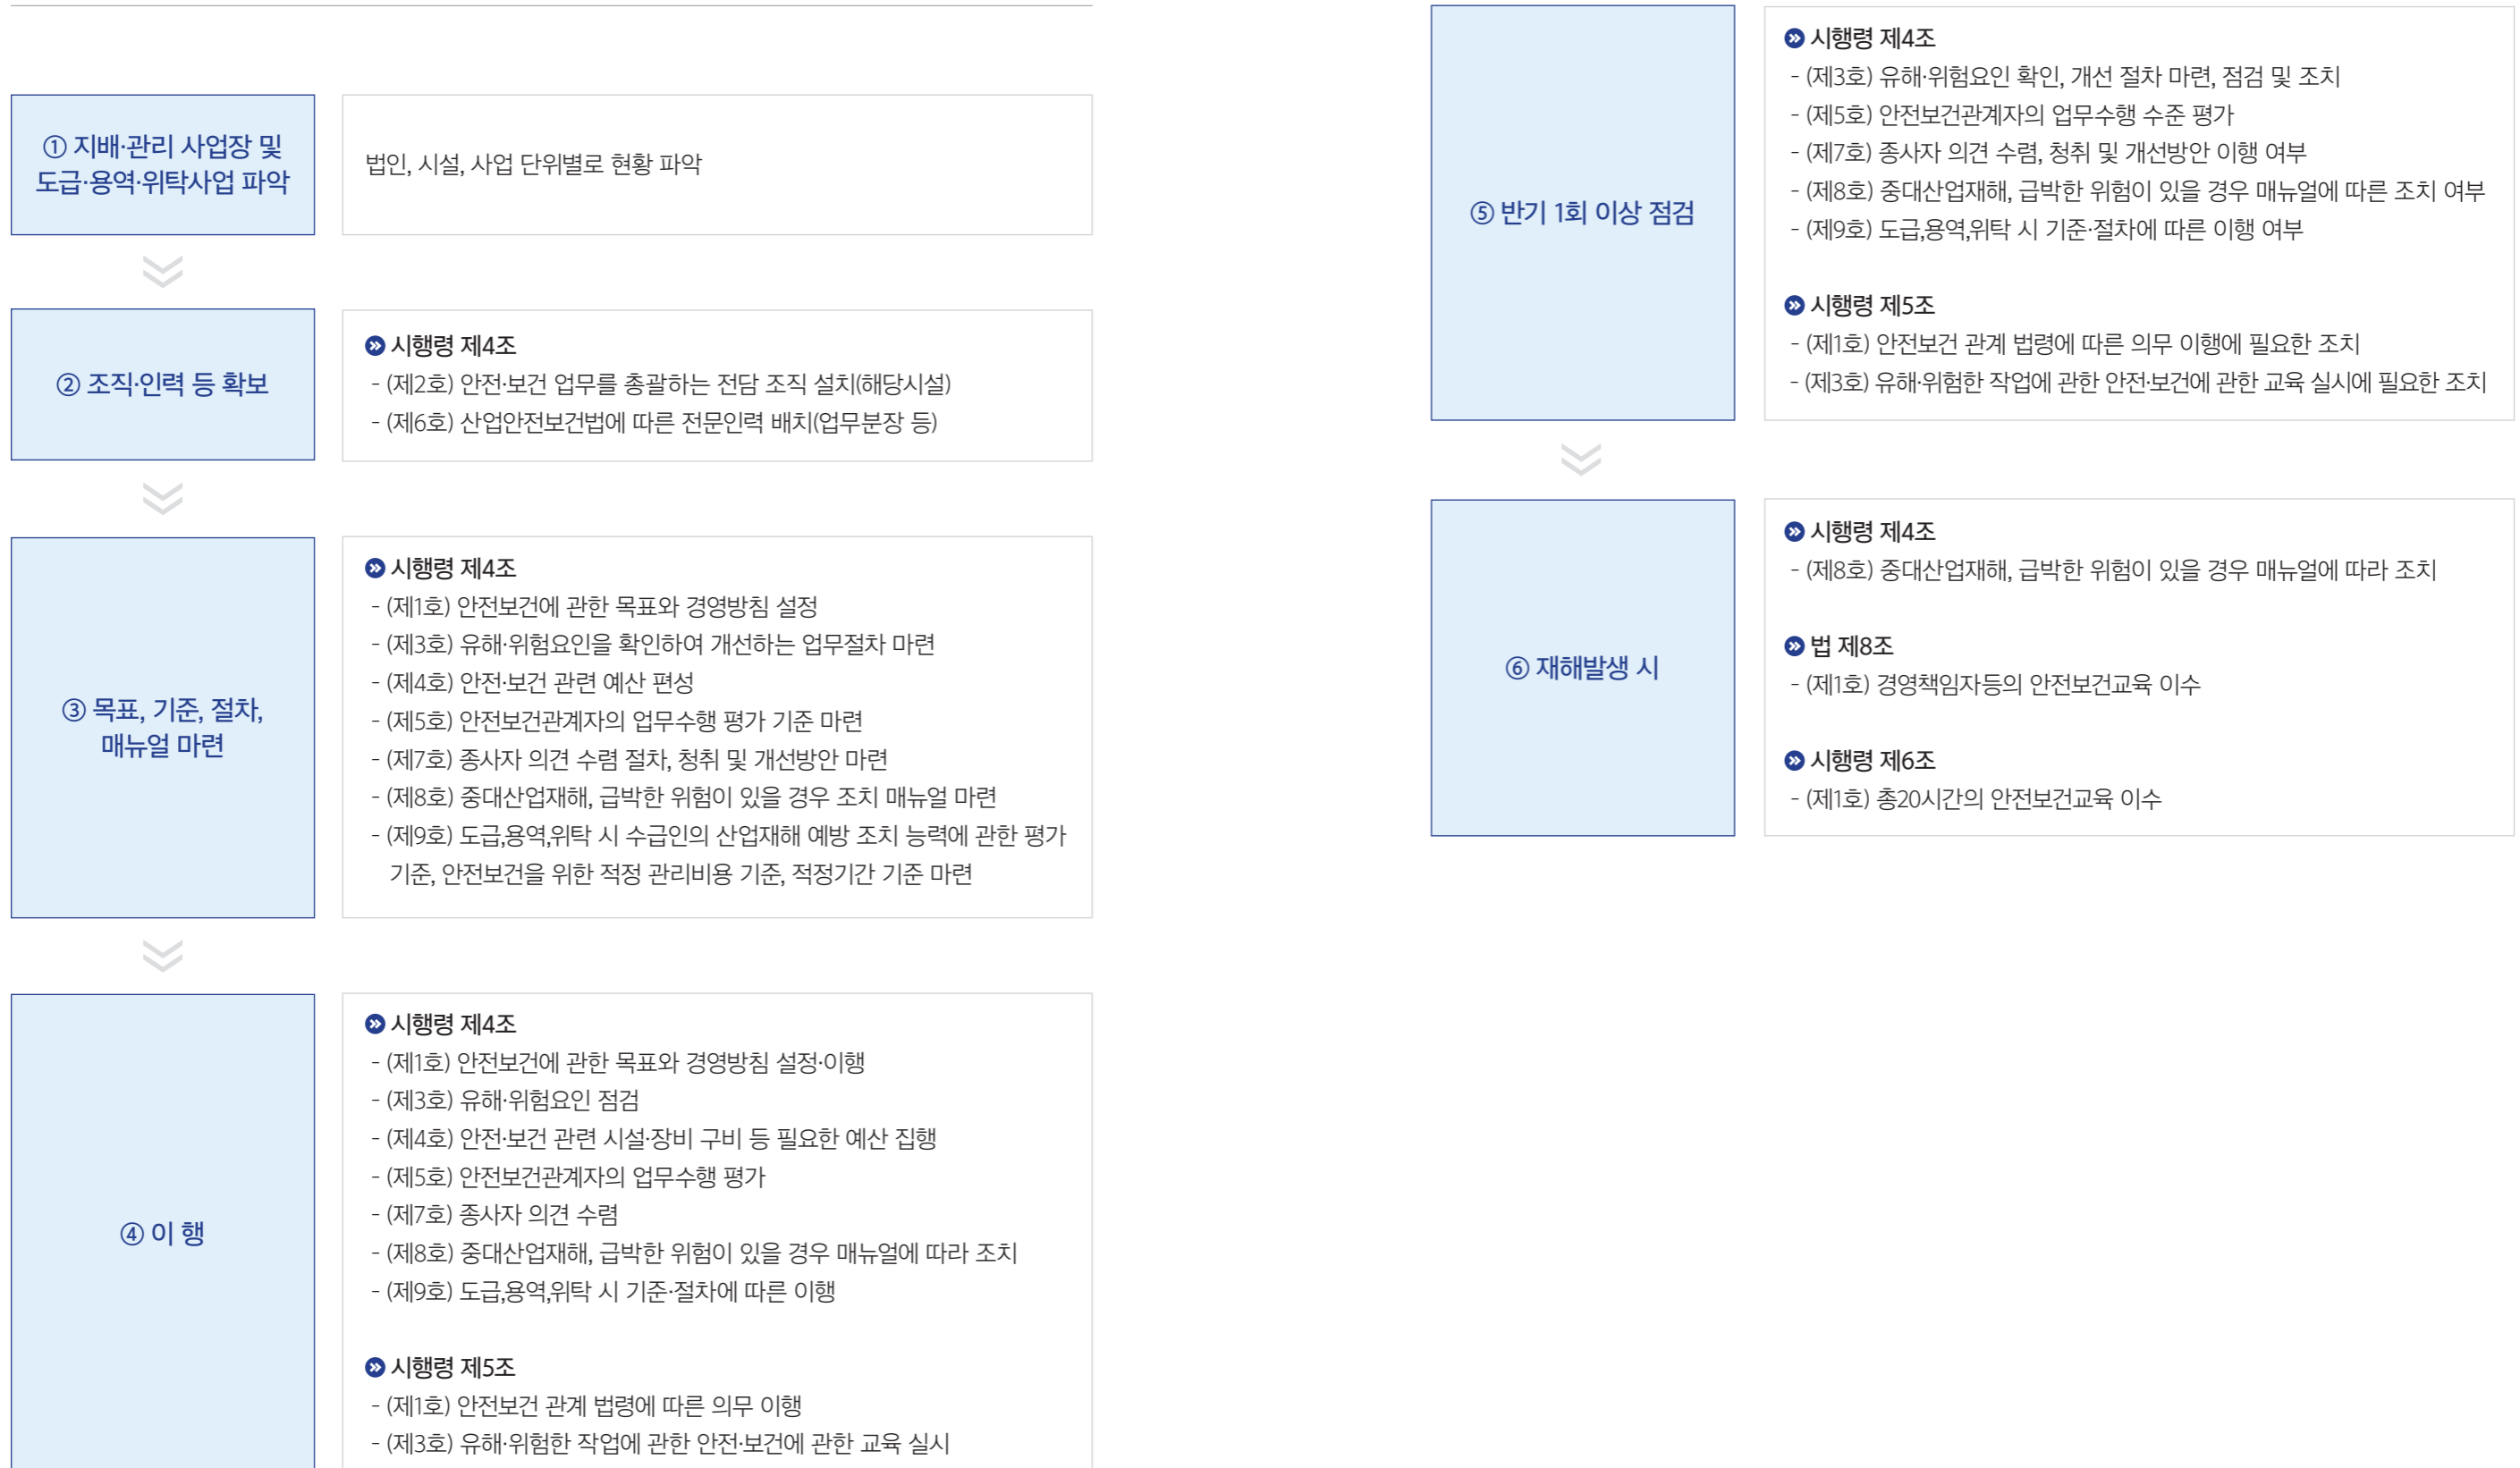 ① 지배·관리 사업장 및
도급·용역·위탁사업 파악
법인, 시설, 사업 단위별로 현황 파악
② 조직·인력 등 확보
시행령 제4조
- (제2호) 안전·보건 업무를 총괄하는 전담 조직 설치(해당시설)
- (제6호) 산업안전보건법에 따른 전문인력 배치(업무분장 등)
③ 목표, 기준, 절차,
매뉴얼 마련
시행령 제4조
- (제1호) 안전보건에 관한 목표와 경영방침 설정
- (제3호) 유해·위험요인을 확인하여 개선하는 업무절차 마련
- (제4호) 안전·보건 관련 예산 편성
- (제5호) 안전보건관계자의 업무수행 평가 기준 마련
- (제7호) 종사자 의견 수렴 절차, 청취 및 개선방안 마련
- (제8호) 중대산업재해, 급박한 위험이 있을 경우 조치 매뉴얼 마련
- (제9호) 도급,용역,위탁 시 수급인의 산업재해 예방 조치 능력에 관한 평가
기준, 안전보건을 위한 적정 관리비용 기준, 적정기간 기준 마련
④ 이 행
시행령 제4조
- (제1호) 안전보건에 관한 목표와 경영방침 설정·이행
- (제3호) 유해·위험요인 점검
- (제4호) 안전·보건 관련 시설·장비 구비 등 필요한 예산 집행
- (제5호) 안전보건관계자의 업무수행 평가
- (제7호) 종사자 의견 수렴
- (제8호) 중대산업재해, 급박한 위험이 있을 경우 매뉴얼에 따라 조치
- (제9호) 도급,용역,위탁 시 기준·절차에 따른 이행
시행령 제5조
- (제1호) 안전보건 관계 법령에 따른 의무 이행
- (제3호) 유해·위험한 작업에 관한 안전·보건에 관한 교육 실시
⑤ 반기 1회 이상 점검
시행령 제4조
- (제3호) 유해·위험요인 확인, 개선 절차 마련, 점검 및 조치
- (제5호) 안전보건관계자의 업무수행 수준 평가
- (제7호) 종사자 의견 수렴, 청취 및 개선방안 이행 여부
- (제8호) 중대산업재해, 급박한 위험이 있을 경우 매뉴얼에 따른 조치 여부
- (제9호) 도급,용역,위탁 시 기준·절차에 따른 이행 여부
시행령 제5조
- (제1호) 안전보건 관계 법령에 따른 의무 이행에 필요한 조치
- (제3호) 유해·위험한 작업에 관한 안전·보건에 관한 교육 실시에 필요한 조치
⑥ 재해발생 시
시행령 제4조
- (제8호) 중대산업재해, 급박한 위험이 있을 경우 매뉴얼에 따라 조치
법 제8조
- (제1호) 경영책임자등의 안전보건교육 이수
시행령 제6조
- (제1호) 총20시간의 안전보건교육 이수